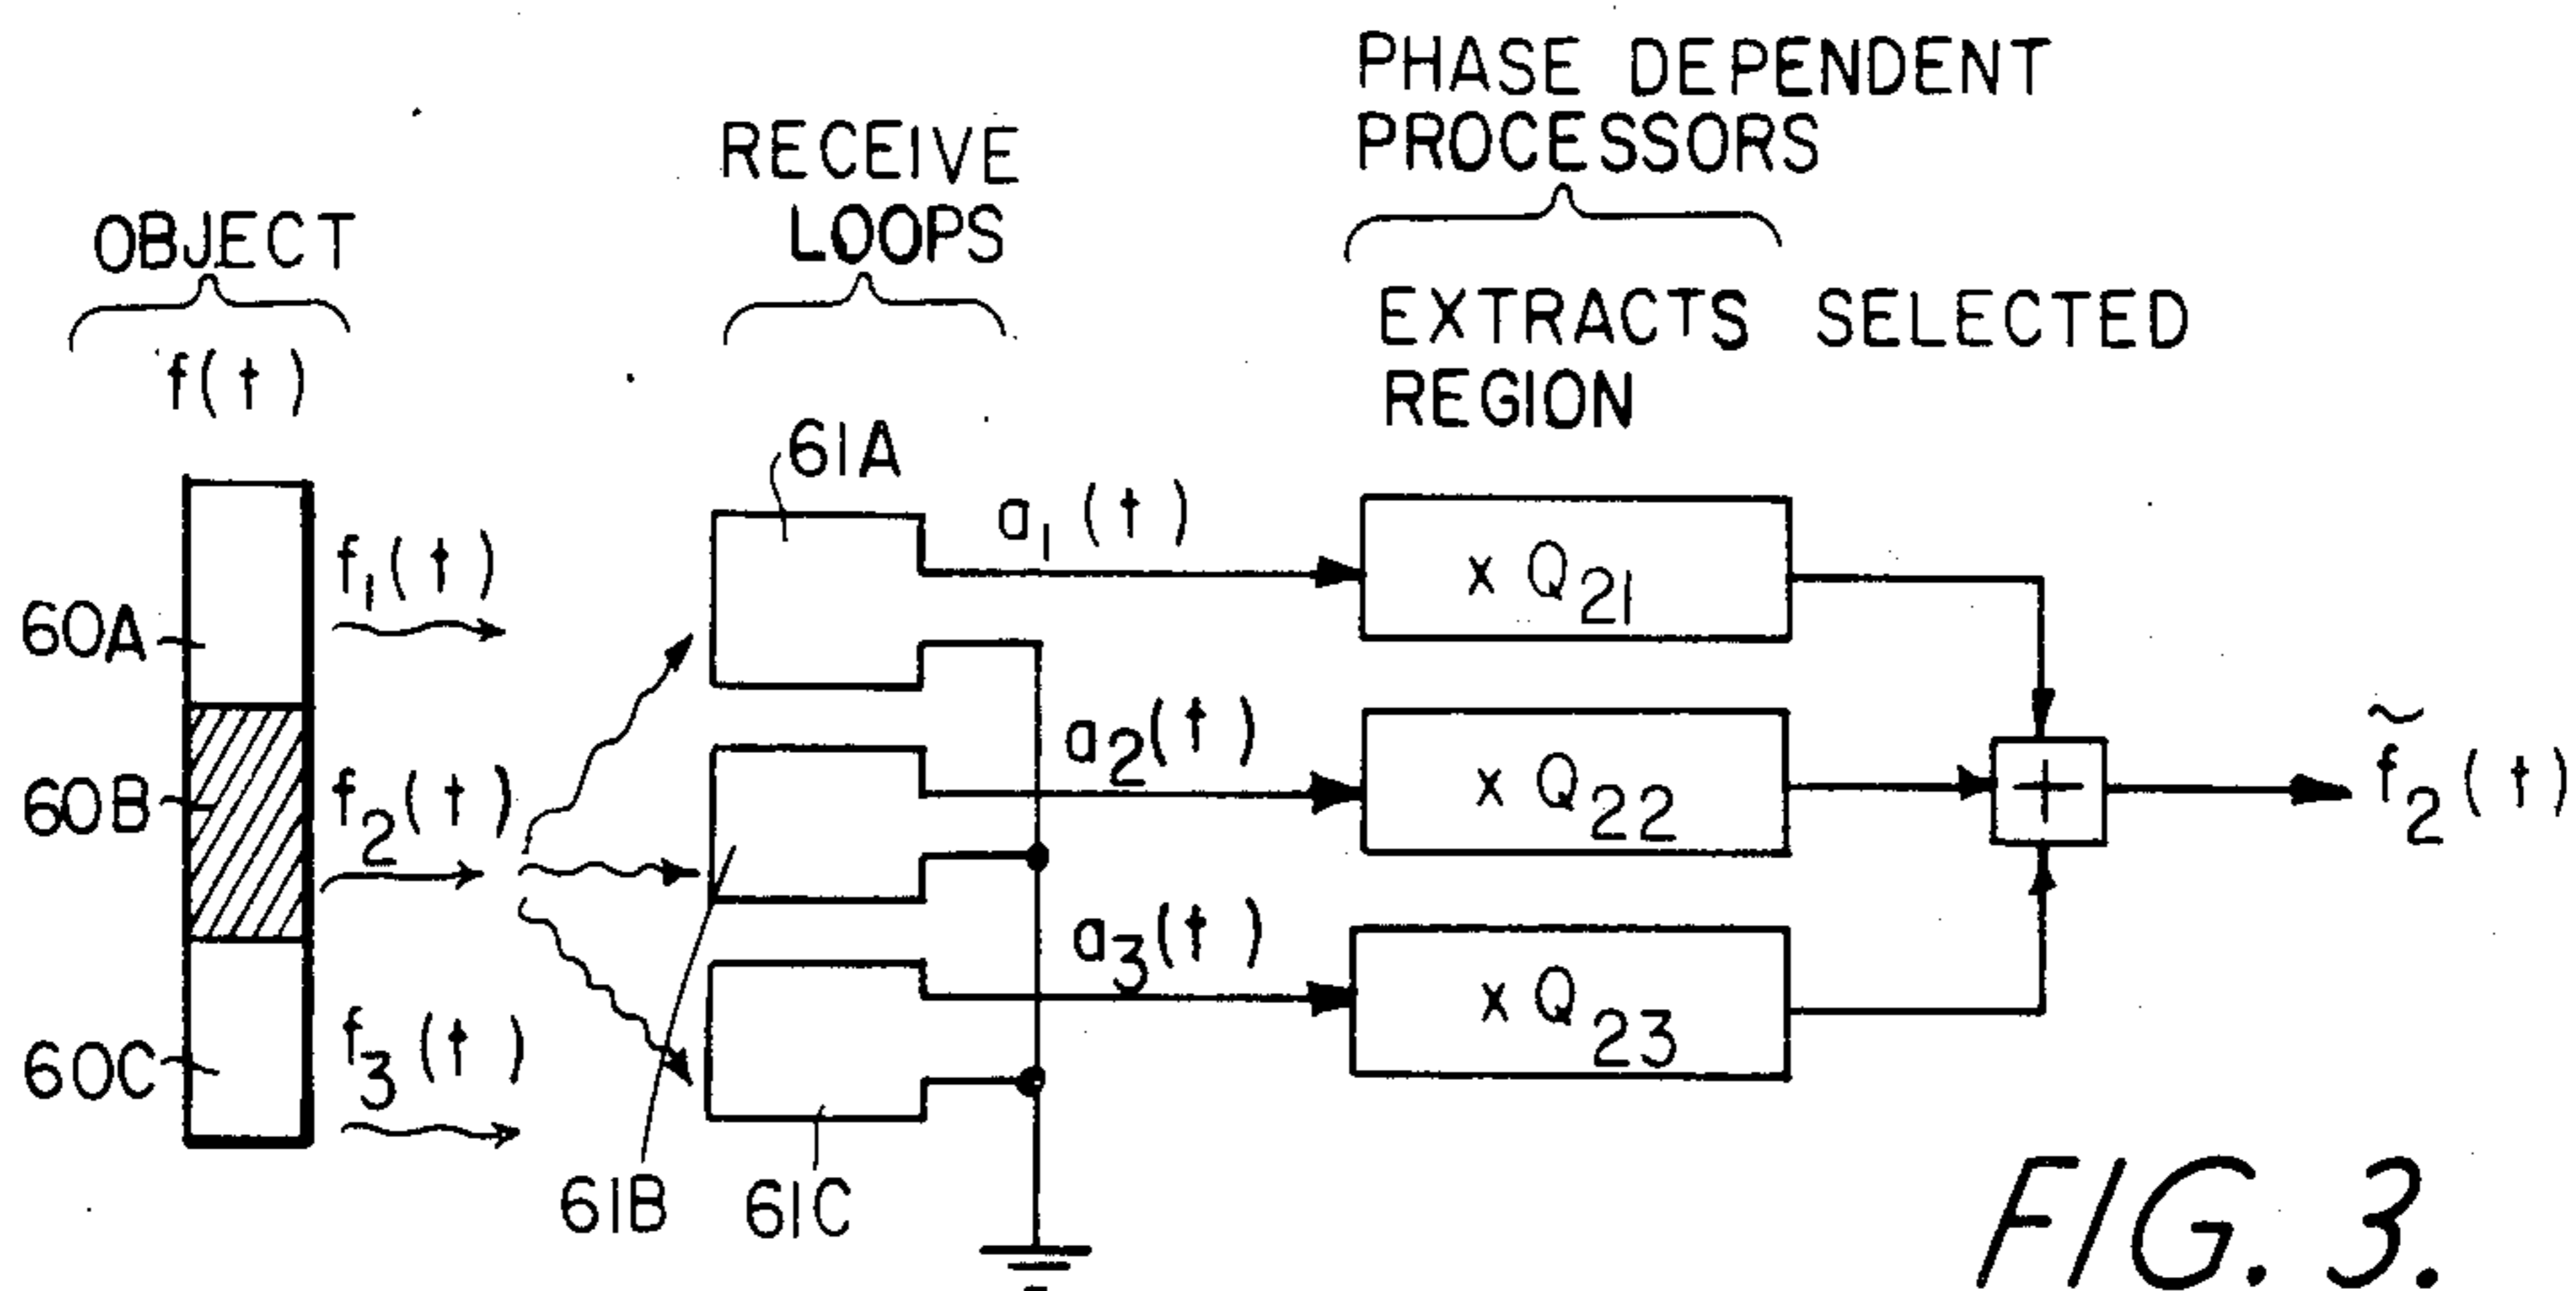 OBJECT
f(t)
RECEIVE
LOOPS
PHASE DEPENDENT
PROCESSORS
EXTRACTS SELECTED
REGION
60A
60B
60C
f1(t)
f2(t)
f3(t)
61A
61B
61C
a1(t)
a2(t)
a3(t)
x Q21
x Q22
x Q23
+
f̃2(t)
FIG. 3.